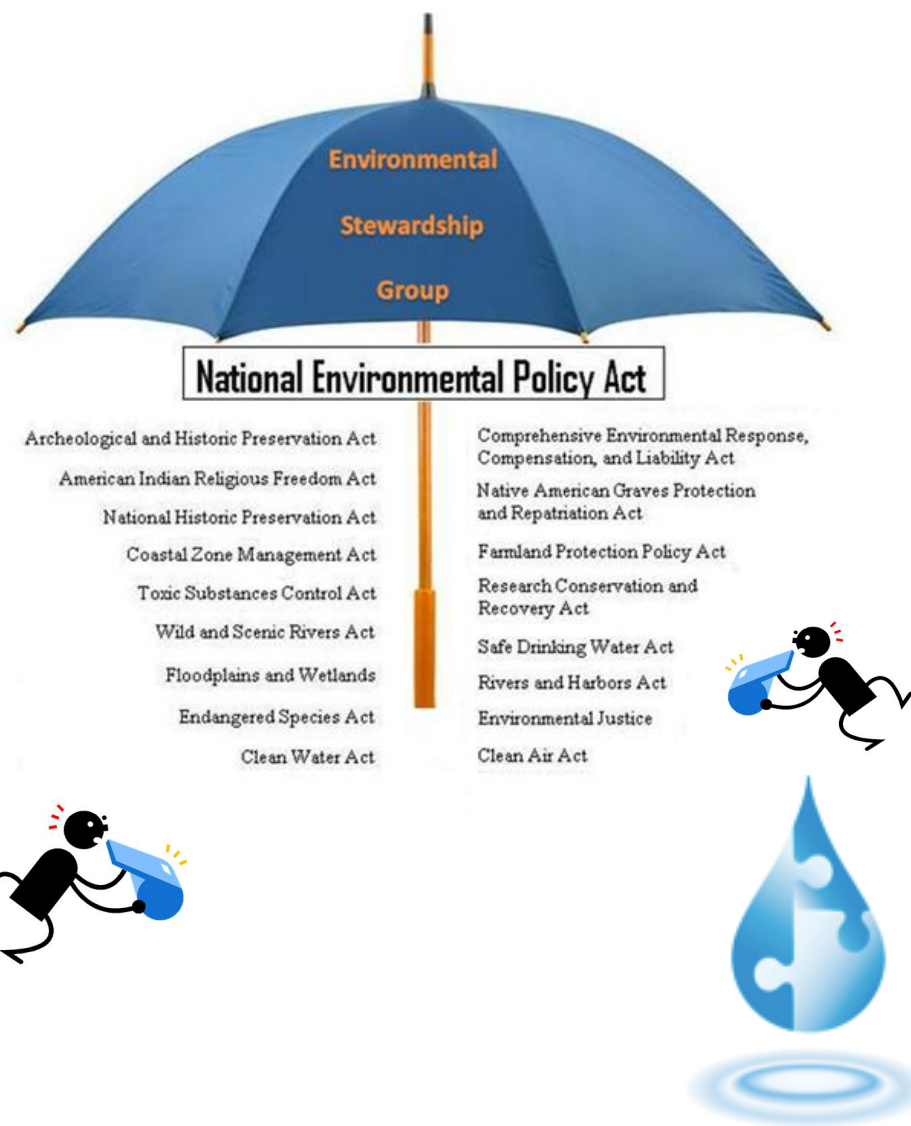 Environmental
Stewardship
Group
National Environmental Policy Act
Archeological and Historic Preservation Act
American Indian Religious Freedom Act
National Historic Preservation Act
Coastal Zone Management Act
Toxic Substances Control Act
Wild and Scenic Rivers Act
Floodplains and Wetlands
Endangered Species Act
Clean Water Act
Comprehensive Environmental Response,
Compensation, and Liability Act
Native American Graves Protection
and Repatriation Act
Farmland Protection Policy Act
Research Conservation and
Recovery Act
Safe Drinking Water Act
Rivers and Harbors Act
Environmental Justice
Clean Air Act